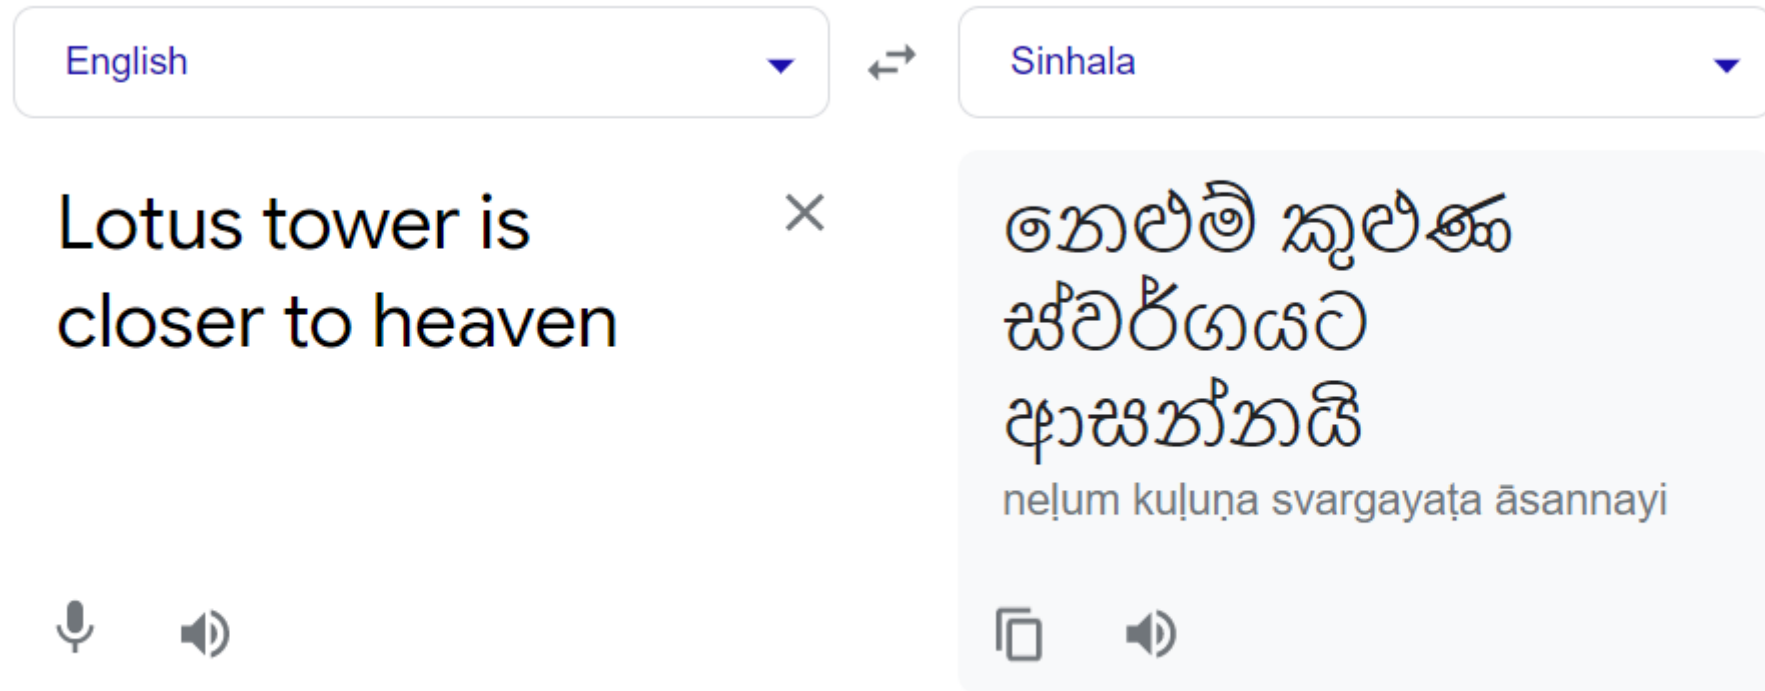 English
Sinhala
Lotus tower is
closer to heaven
නෙළුම් කුළුණ
ස්වර්ගයට
ආසන්නයි
neḷum kuḷuṇa svargayaṭa āsannayi